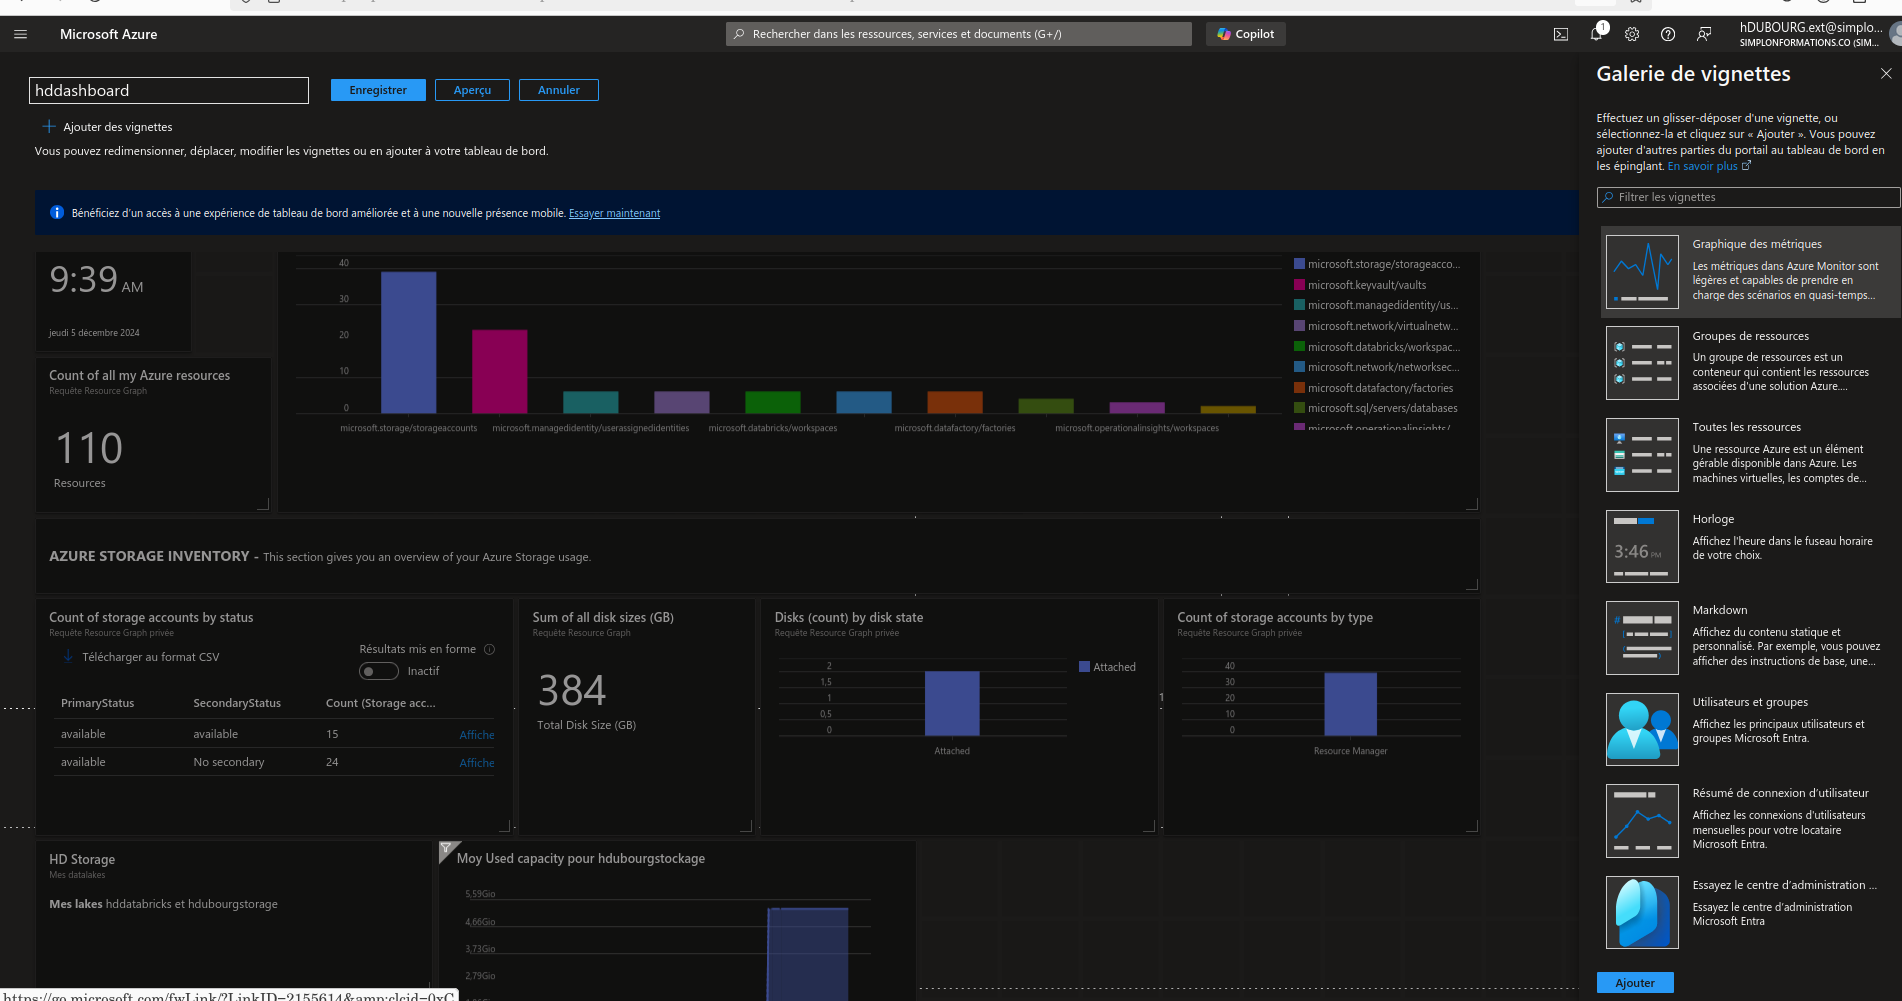 Microsoft Azure
Rechercher dans les ressources, services et documents (G+/)
Copilot
1
hDUBOURG.ext@simplo...
SIMPLONFORMATIONS.CO (SIM...
hddashboard
Enregistrer
Aperçu
Annuler
Ajouter des vignettes
Vous pouvez redimensionner, déplacer, modifier les vignettes ou en ajouter à votre tableau de bord.
Bénéficiez d'un accès à une expérience de tableau de bord améliorée et à une nouvelle présence mobile. Essayer maintenant
9:39 AM
jeudi 5 décembre 2024
Count of all my Azure resources
Requête Resource Graph
110
Resources
40
30
20
10
0
microsoft.storage/storageaccounts
microsoft.managedidentity/userassignedidentities
microsoft.databricks/workspaces
microsoft.datafactory/factories
microsoft.operationalinsights/workspaces
microsoft.storage/storageacco...
microsoft.keyvault/vaults
microsoft.managedidentity/us...
microsoft.network/virtualnetw...
microsoft.databricks/workspac...
microsoft.network/networksec...
microsoft.datafactory/factories
microsoft.sql/servers/databases
microsoft.operationalinsights/
AZURE STORAGE INVENTORY - This section gives you an overview of your Azure Storage usage.
Count of storage accounts by status
Requête Resource Graph privée
Télécharger au format CSV
Résultats mis en forme
Inactif
PrimaryStatus SecondaryStatus Count (Storage acc...
available available 15 Affiche
available No secondary 24 Affiche
Sum of all disk sizes (GB)
Requête Resource Graph
384
Total Disk Size (GB)
Disks (count) by disk state
Requête Resource Graph privée
2
1,5
1
0,5
0
Attached
Attached
Count of storage accounts by type
Requête Resource Graph privée
40
30
20
10
0
Resource Manager
HD Storage
Mes datalakes
Mes lakes hddatabricks et hdubourgstorage
Moy Used capacity pour hdubourgstockage
5,59Gio
4,66Gio
3,73Gio
2,79Gio
https://go.microsoft.com/fwLink/?LinkID=2155614&amp;clcid=0xC
Galerie de vignettes
Effectuez un glisser-déposer d'une vignette, ou
sélectionnez-la et cliquez sur « Ajouter ». Vous pouvez
ajouter d'autres parties du portail au tableau de bord en
les épinglant. En savoir plus
Filtrer les vignettes
Graphique des métriques
Les métriques dans Azure Monitor sont
légères et capables de prendre en
charge des scénarios en quasi-temps...
Groupes de ressources
Un groupe de ressources est un
conteneur qui contient les ressources
associées d'une solution Azure....
Toutes les ressources
Une ressource Azure est un élément
gérable disponible dans Azure. Les
machines virtuelles, les comptes de...
3:46 PM
Horloge
Affichez l'heure dans le fuseau horaire
de votre choix.
Markdown
Affichez du contenu statique et
personnalisé. Par exemple, vous pouvez
afficher des instructions de base, une...
Utilisateurs et groupes
Affichez les principaux utilisateurs et
groupes Microsoft Entra.
Résumé de connexion d'utilisateur
Affichez les connexions d'utilisateurs
mensuelles pour votre locataire
Microsoft Entra.
Essayez le centre d'administration ...
Essayez le centre d'administration
Microsoft Entra
Ajouter